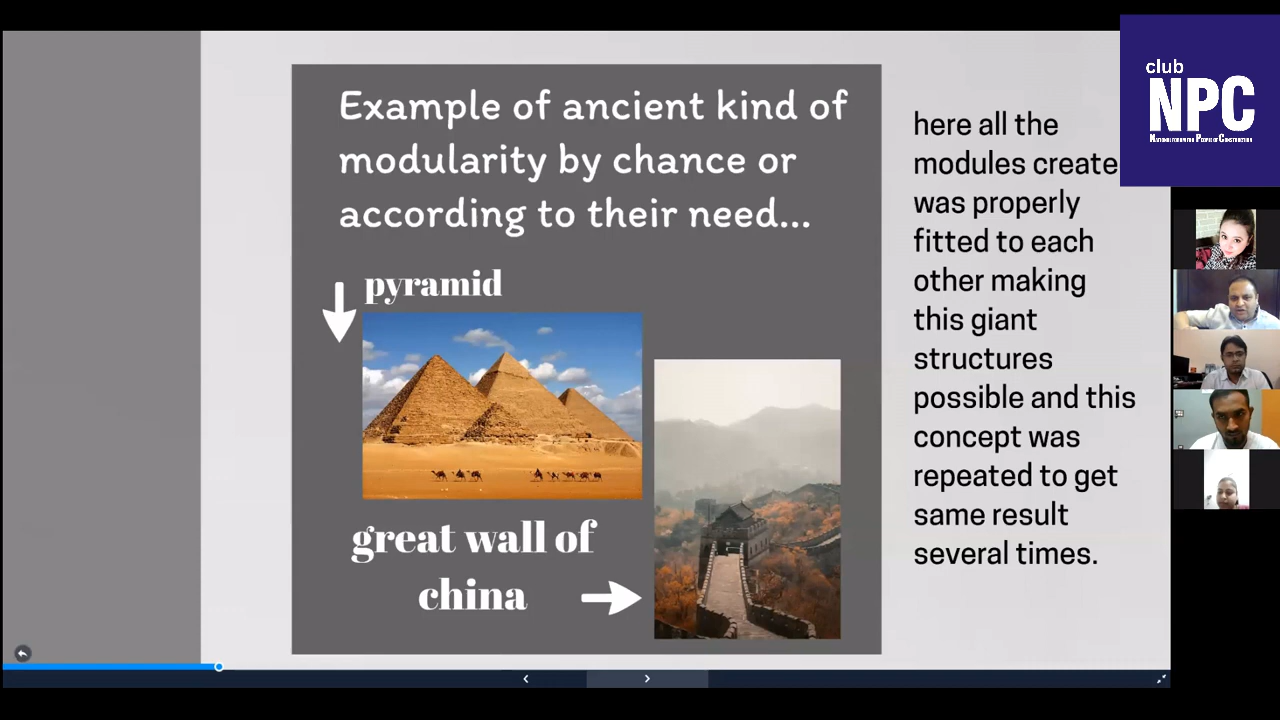 Example of ancient kind of
modularity by chance or
according to their need...
pyramid
great wall of
china
here all the
modules create
was properly
fitted to each
other making
this giant
structures
possible and this
concept was
repeated to get
same result
several times.
club
NPC